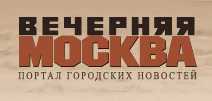 ВЕЧЕРНЯЯ
МОСКВА
ПОРТАЛ ГОРОДСКИХ НОВОСТЕЙ